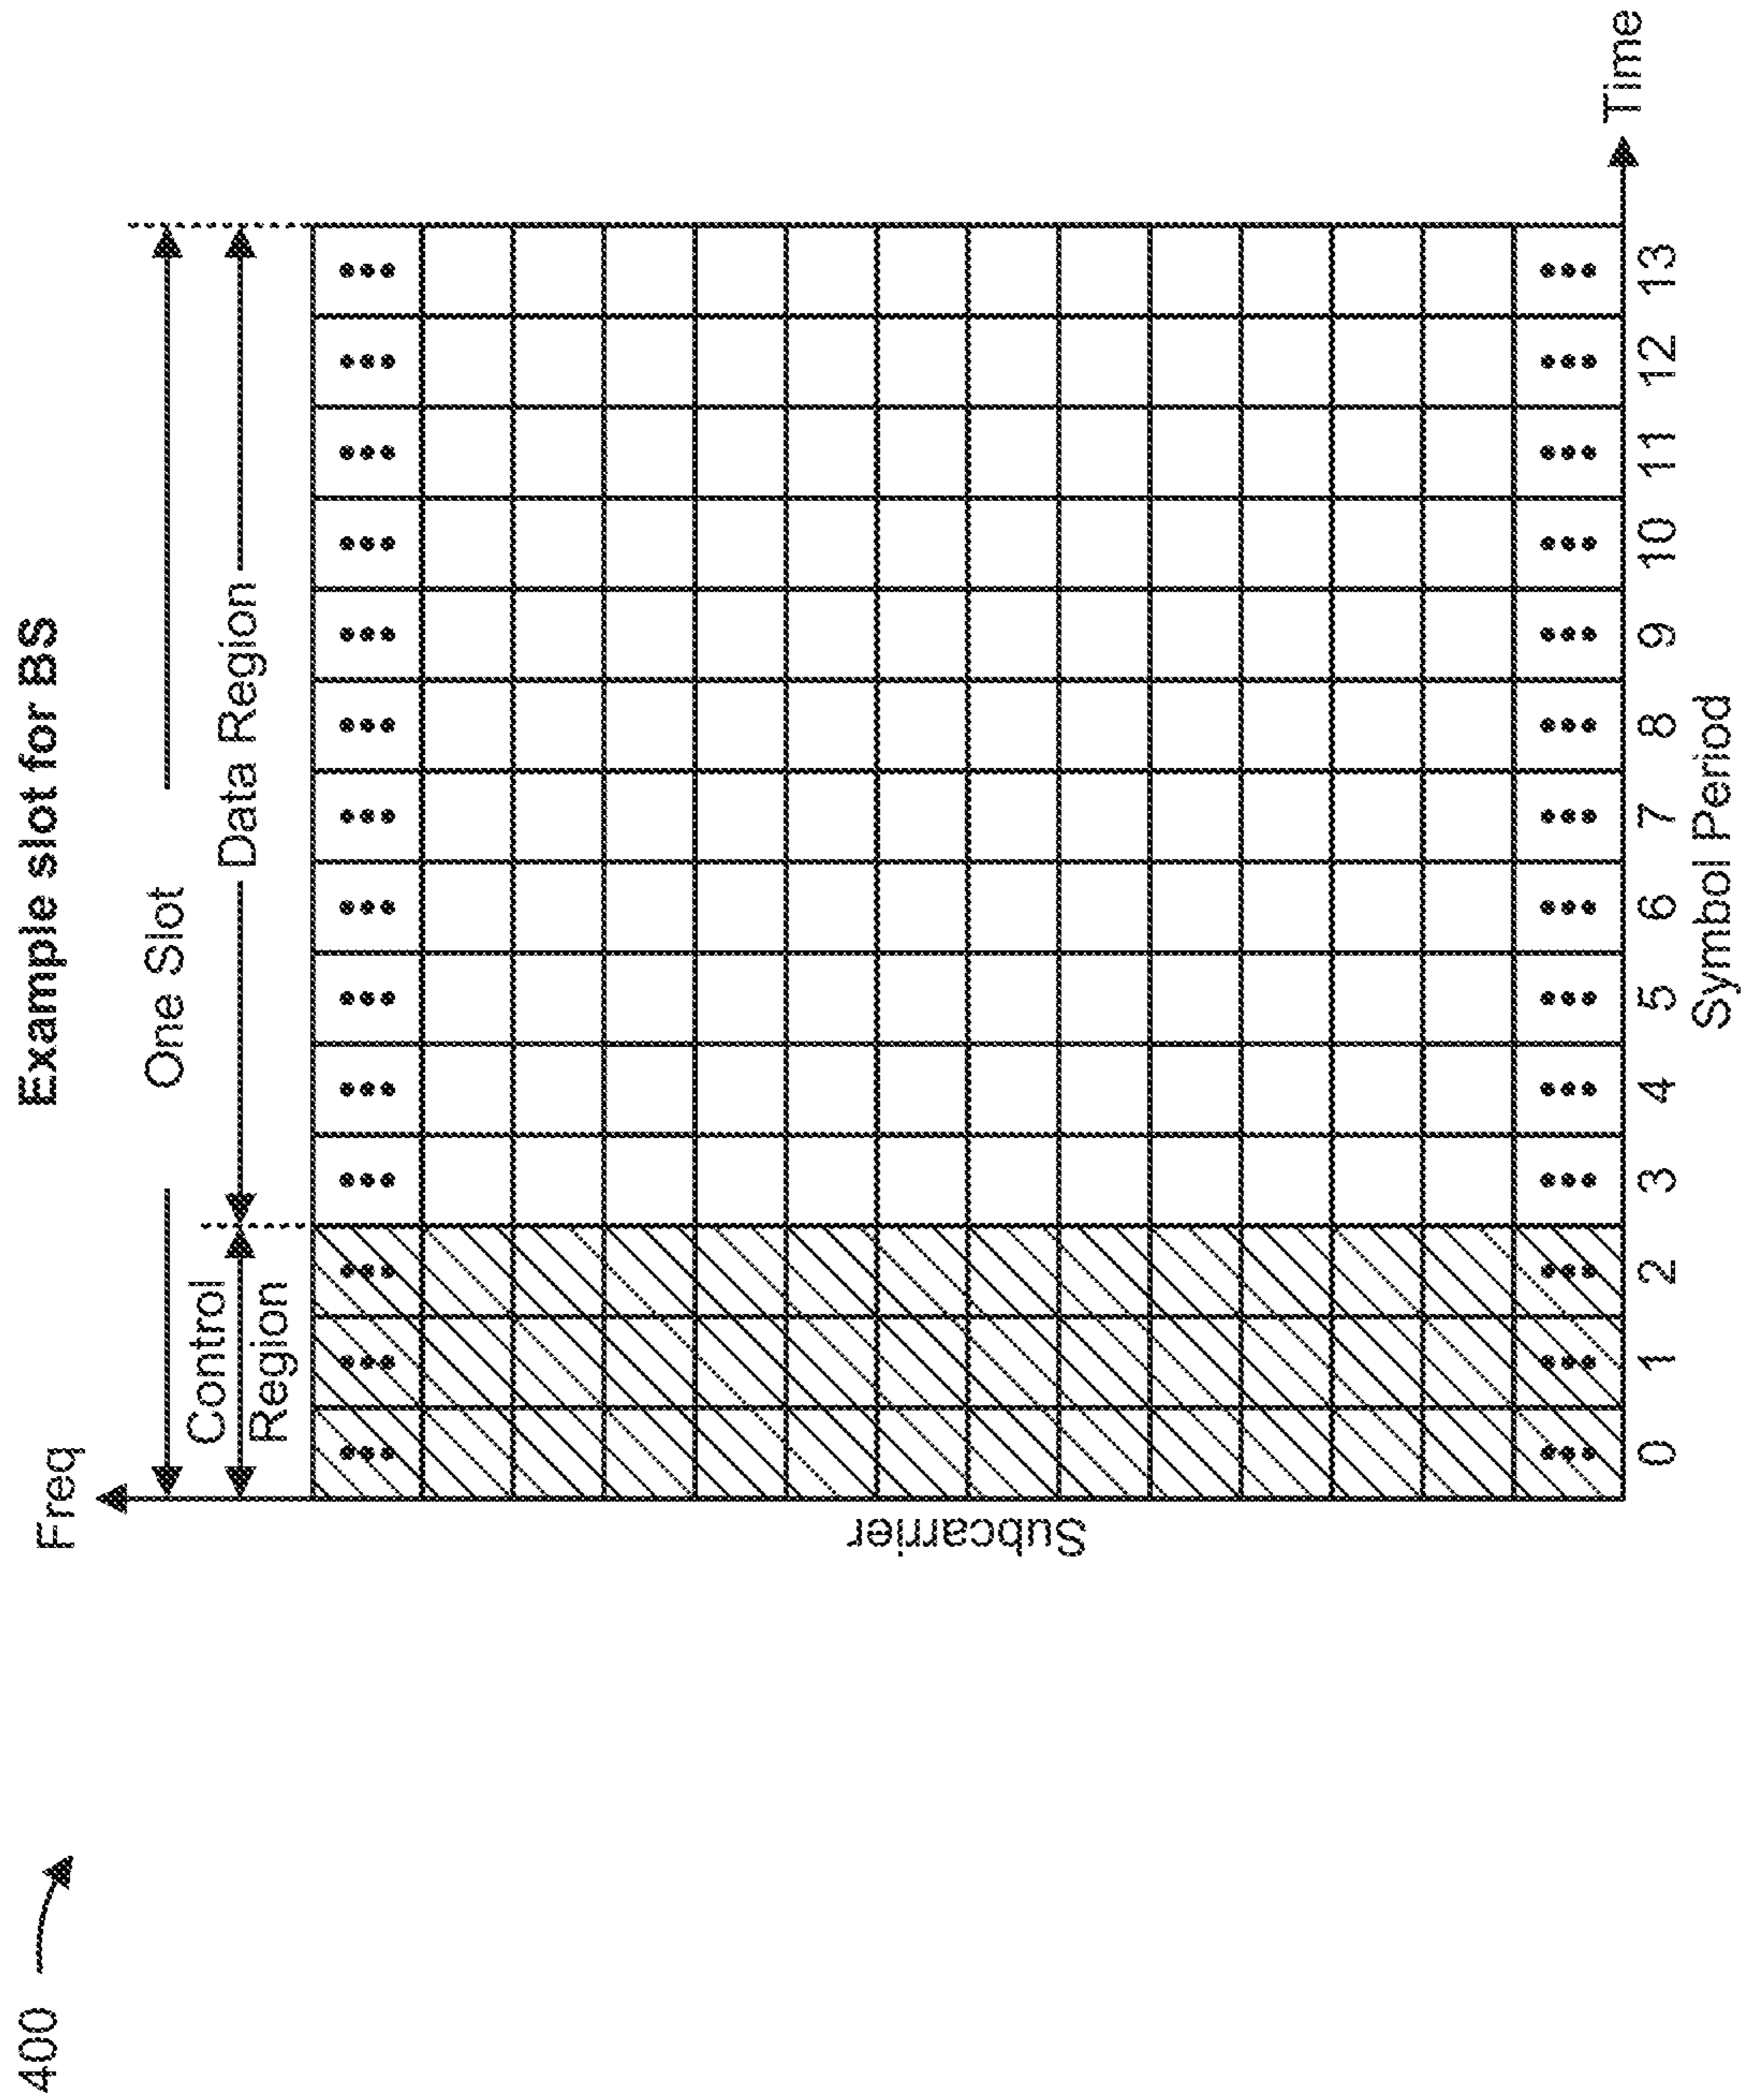 400
Example slot for BS
Freq
One Slot
Control
Region
Data Region
Subcarrier
0 1 2 3 4 5 6 7 8 9 10 11 12 13
Time
Symbol Period